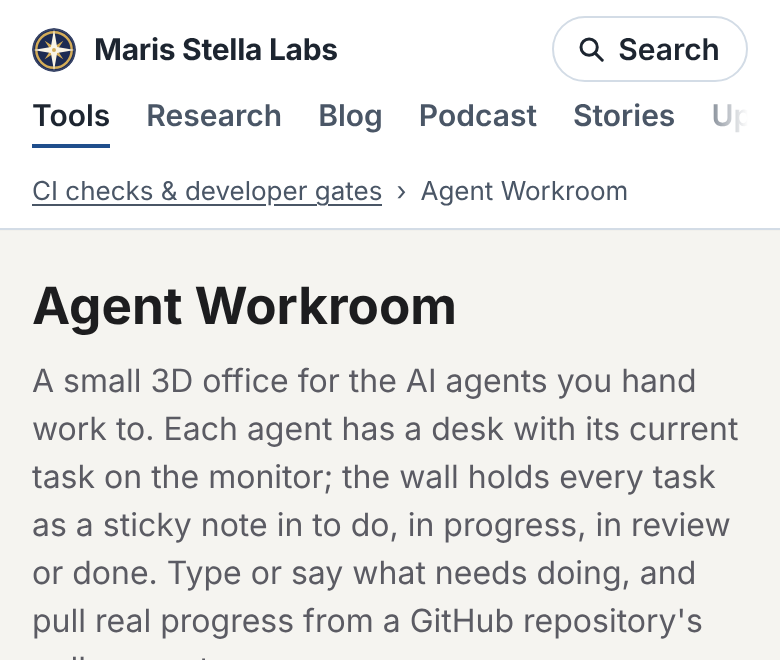 Maris Stella Labs
Search
Tools Research Blog Podcast Stories Up
CI checks & developer gates › Agent Workroom
Agent Workroom
A small 3D office for the AI agents you hand
work to. Each agent has a desk with its current
task on the monitor; the wall holds every task
as a sticky note in to do, in progress, in review
or done. Type or say what needs doing, and
pull real progress from a GitHub repository's